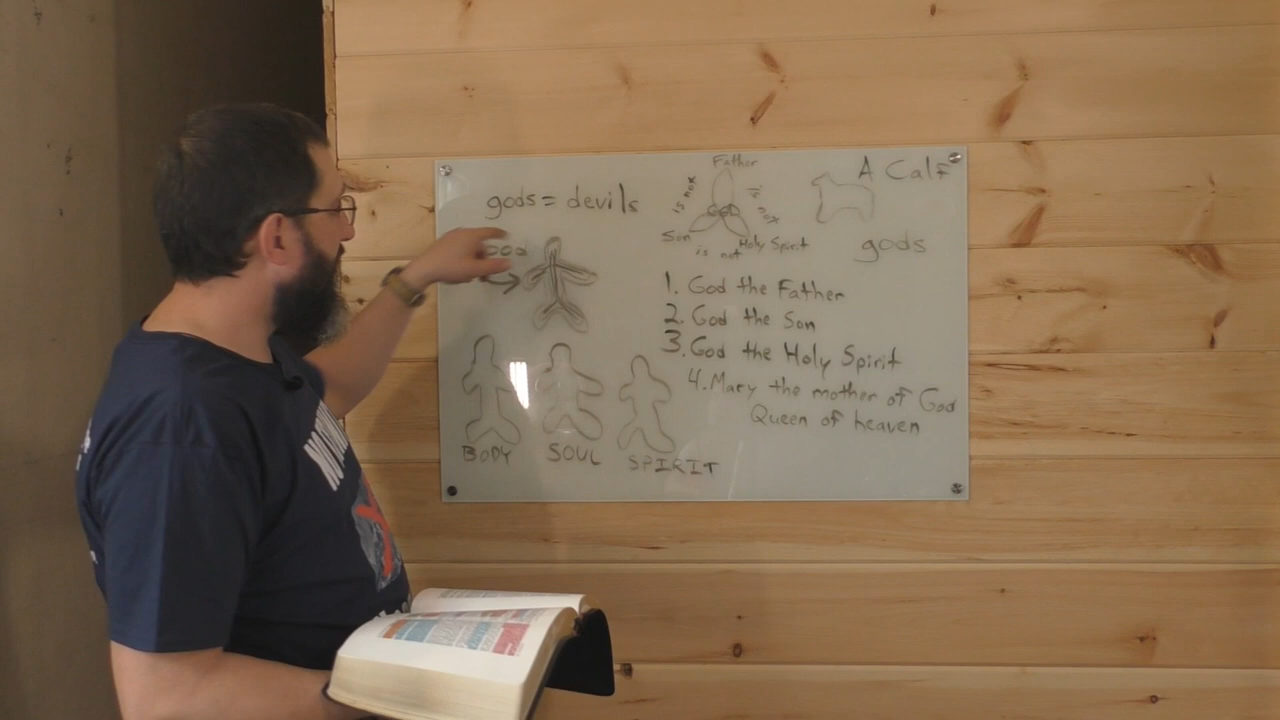 gods = devils
God
BODY
SOUL
SPIRIT
Father
is not
is not
God
Son
is not
Holy Spirit
A Calf
gods
1. God the Father
2. God the Son
3. God the Holy Spirit
4. Mary the mother of God
Queen of heaven